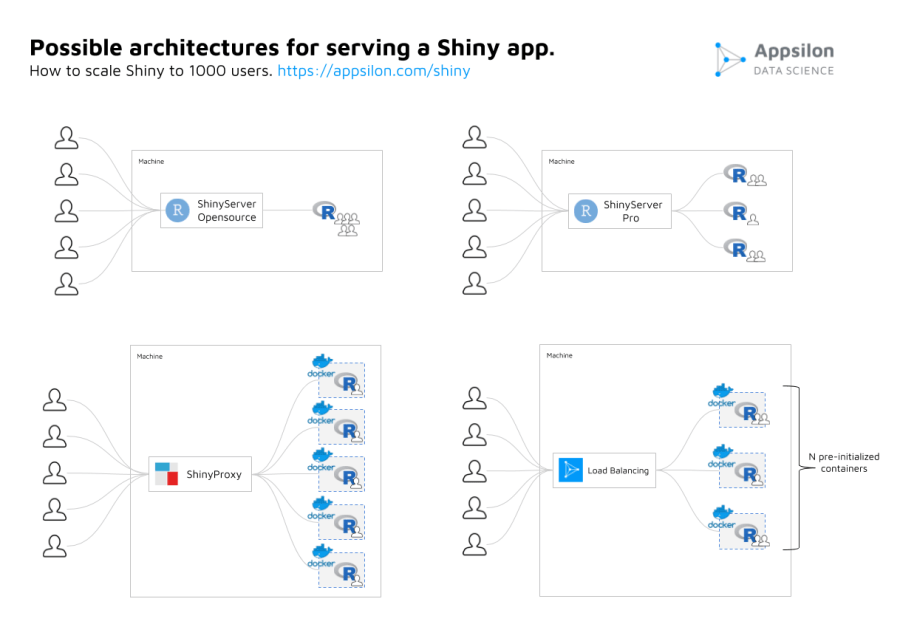 Possible architectures for serving a Shiny app.
How to scale Shiny to 1000 users. https://appsilon.com/shiny
Appsilon
DATA SCIENCE
Machine
ShinyServer
Opensource
R
R
Machine
ShinyServer
Pro
R
R
R
R
Machine
ShinyProxy
docker
R
docker
R
docker
R
docker
R
docker
R
Machine
Load Balancing
docker
R
docker
R
docker
R
N pre-initialized
containers